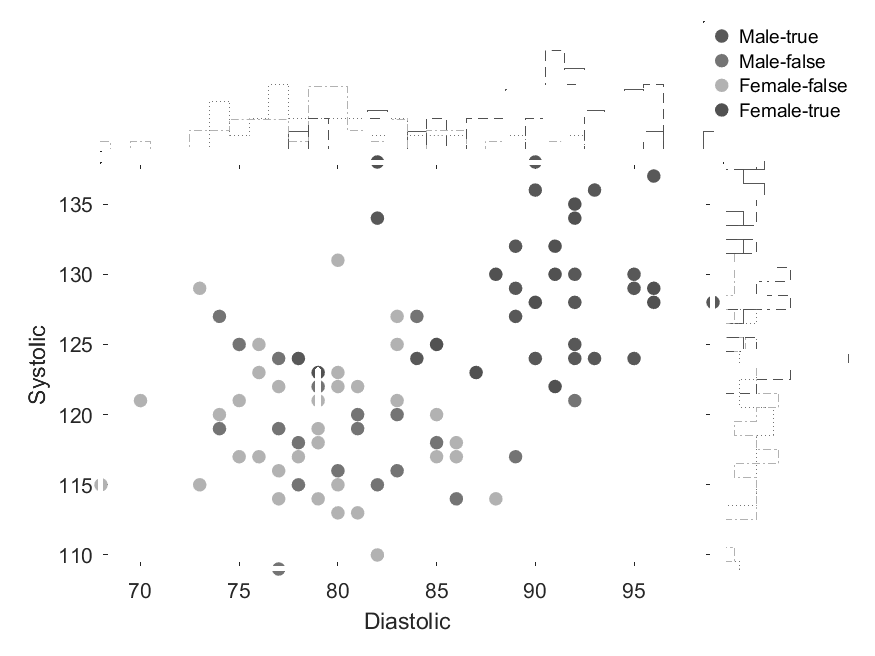 Male-true
Male-false
Female-false
Female-true
135
130
125
120
115
110
Systolic
70 75 80 85 90 95
Diastolic